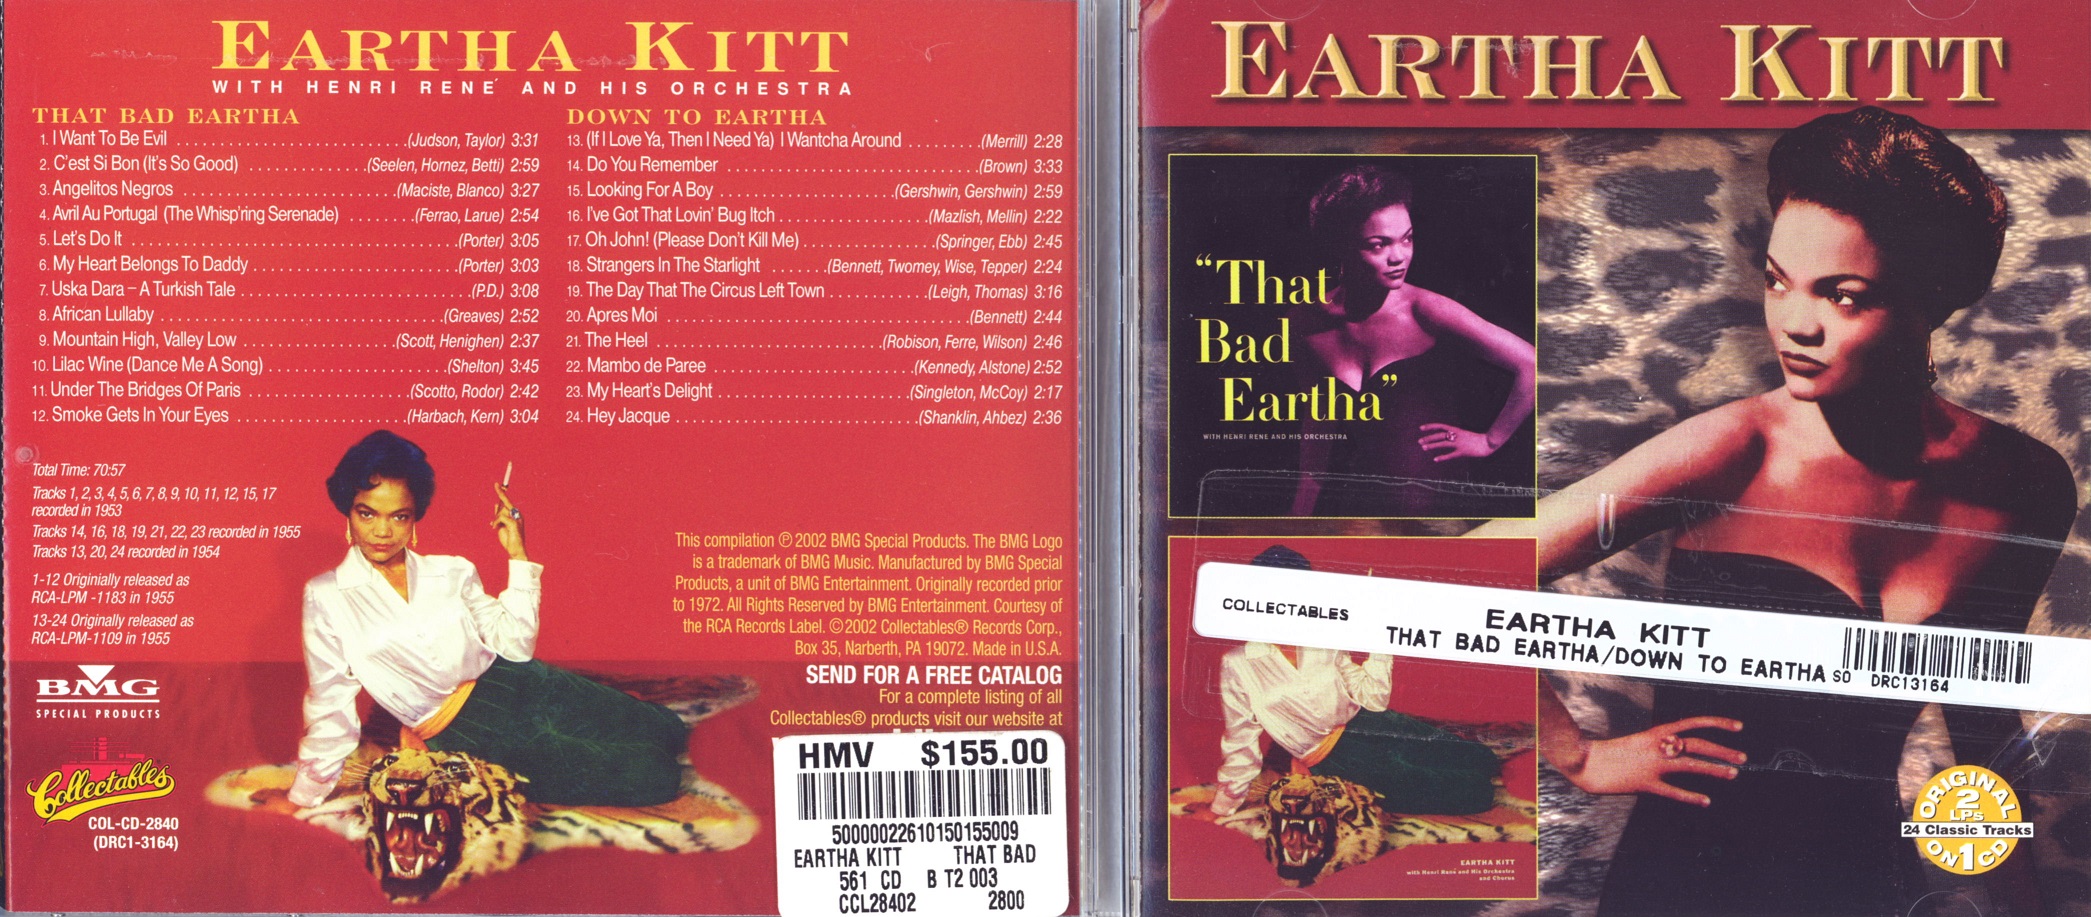 EARTHA KITT
WITH HENRI RENE´ AND HIS ORCHESTRA
THAT BAD EARTHA
1. I Want To Be Evil (Judson, Taylor) 3:31
2. C'est Si Bon (It's So Good) (Seelen, Hornez, Betti) 2:59
3. Angelitos Negros (Maciste, Blanco) 3:27
4. Avril Au Portugal (The Whisp'ring Serenade) (Ferrao, Larue) 2:54
5. Let's Do It (Porter) 3:05
6. My Heart Belongs To Daddy (Porter) 3:03
7. Uska Dara – A Turkish Tale (P.D.) 3:08
8. African Lullaby (Greaves) 2:52
9. Mountain High, Valley Low (Scott, Henighen) 2:37
10. Lilac Wine (Dance Me A Song) (Shelton) 3:45
11. Under The Bridges Of Paris (Scotto, Rodor) 2:42
12. Smoke Gets In Your Eyes (Harbach, Kern) 3:04
DOWN TO EARTHA
13. (If I Love Ya, Then I Need Ya) I Wantcha Around (Merrill) 2:28
14. Do You Remember (Brown) 3:33
15. Looking For A Boy (Gershwin, Gershwin) 2:59
16. I've Got That Lovin' Bug Itch (Mazlish, Mellin) 2:22
17. Oh John! (Please Don't Kill Me) (Springer, Ebb) 2:45
18. Strangers In The Starlight (Bennett, Twomey, Wise, Tepper) 2:24
19. The Day That The Circus Left Town (Leigh, Thomas) 3:16
20. Apres Moi (Bennett) 2:44
21. The Heel (Robison, Ferre, Wilson) 2:46
22. Mambo de Paree (Kennedy, Alstone) 2:52
23. My Heart's Delight (Singleton, McCoy) 2:17
24. Hey Jacque (Shanklin, Ahbez) 2:36
Total Time: 70:57
Tracks 1, 2, 3, 4, 5, 6, 7, 8, 9, 10, 11, 12, 15, 17
recorded in 1953
Tracks 14, 16, 18, 19, 21, 22, 23 recorded in 1955
Tracks 13, 20, 24 recorded in 1954
1-12 Originially released as
RCA-LPM -1183 in 1955
13-24 Originally released as
RCA-LPM-1109 in 1955
BMG
SPECIAL PRODUCTS
Collectables
COL-CD-2840
(DRC1-3164)
This compilation ℗ 2002 BMG Special Products. The BMG Logo
is a trademark of BMG Music. Manufactured by BMG Special
Products, a unit of BMG Entertainment. Originally recorded prior
to 1972. All Rights Reserved by BMG Entertainment. Courtesy of
the RCA Records Label. ©2002 Collectables® Records Corp.,
Box 35, Narberth, PA 19072. Made in U.S.A.
SEND FOR A FREE CATALOG
For a complete listing of all
Collectables® products visit our website at
HMV $155.00
50000022610150155009
EARTHA KITT THAT BAD
561 CD B T2 003
CCL28402 2800
EARTHA KITT
"That
Bad
Eartha"
WITH HENRI RENE AND HIS ORCHESTRA
COLLECTABLES
EARTHA KITT
THAT BAD EARTHA/DOWN TO EARTHA
SO DRC13164
EARTHA KITT
with Henri René and His Orchestra
and Chorus
ORIGINAL
2
LPs
24 Classic Tracks
ON 1 CD